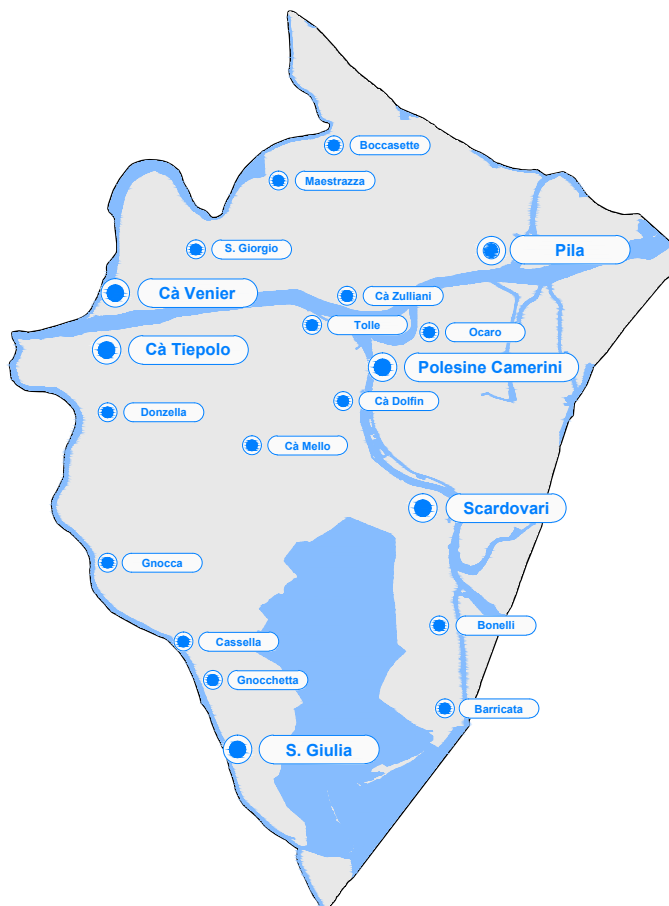 Boccasette
Maestrazza
S. Giorgio
Pila
Cà Venier
Cà Zulliani
Tolle
Ocaro
Cà Tiepolo
Polesine Camerini
Cà Dolfin
Donzella
Cà Mello
Scardovari
Gnocca
Bonelli
Cassella
Gnocchetta
Barricata
S. Giulia